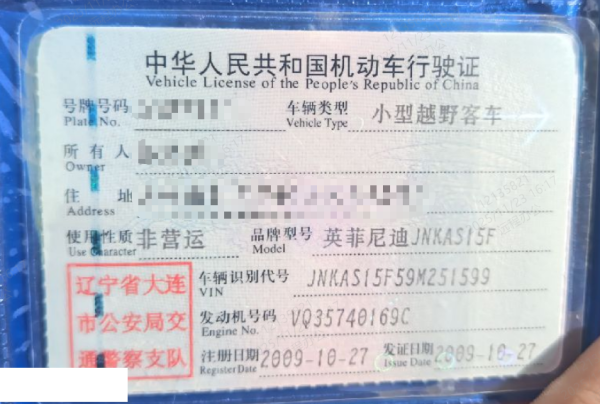 中华人民共和国机动车行驶证
Vehicle License of the People's Republic of China
号牌号码 车辆类型 小型越野客车
Plate No. Vehicle Type
所有人
Owner
住址
Address
使用性质 非营运 品牌型号 英菲尼迪JNKAS15F
Use Character Model
辽宁省大连
市公安局交
通警察支队
车辆识别代号 JNKAS15F59M251599
VIN
发动机号码 VQ35740169C
Engine No.
注册日期 2009-10-27 发证日期 2009-10-27
Register Date Issue Date